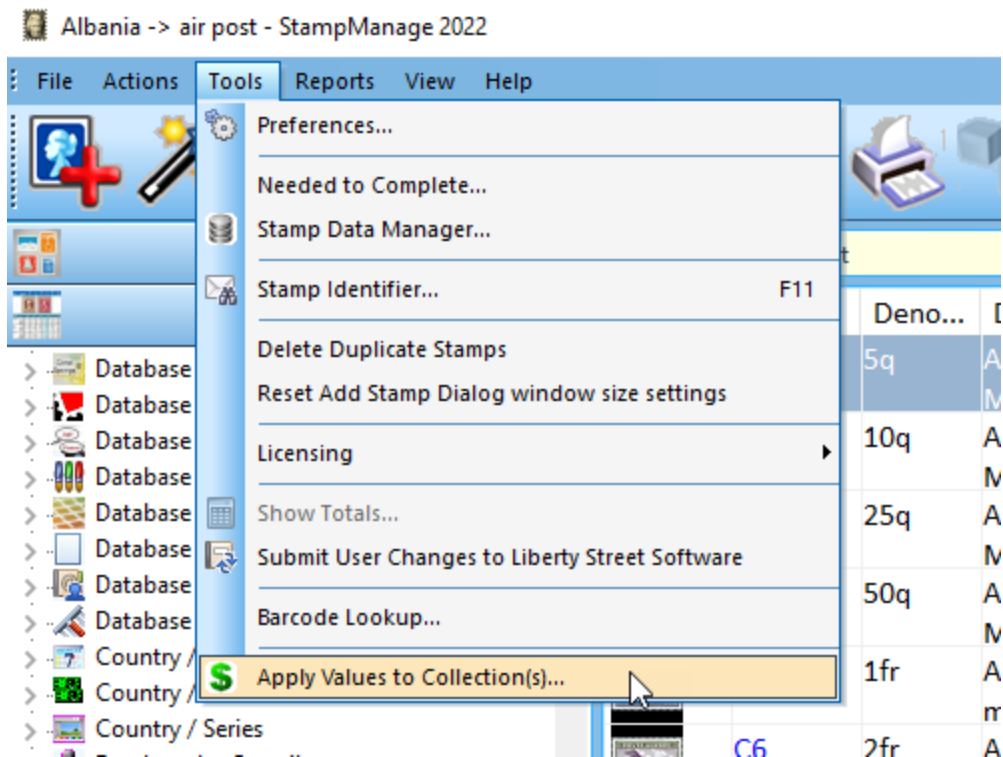 Albania -> air post - StampManage 2022
File Actions Tools Reports View Help
Preferences...
Needed to Complete...
Stamp Data Manager...
Stamp Identifier... F11
Delete Duplicate Stamps
Reset Add Stamp Dialog window size settings
Licensing
Show Totals...
Submit User Changes to Liberty Street Software
Barcode Lookup...
Apply Values to Collection(s)...
t
Deno...
5q A
M
10q A
M
25q A
M
50q A
M
1fr A
m
C6 2fr A
Database
Database
Database
Database
Database
Database
Database
Database
Country /
Country /
Country / Series